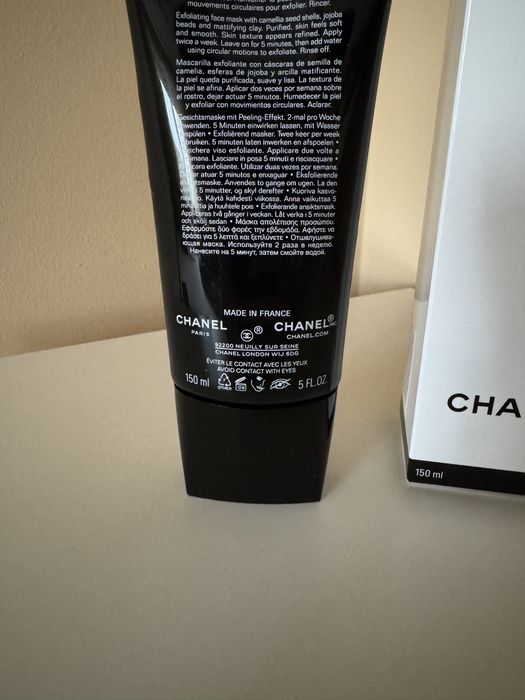 mouvements circulaires pour exfolier. Rincer.
Exfoliating face mask with camellia seed shells, jojoba
beads and mattifying clay. Purified, skin feels soft
and smooth. Skin texture appears refined. Apply
twice a week. Leave on for 5 minutes, then add water
using circular motions to exfoliate. Rinse off.
Mascarilla exfoliante con cáscaras de semilla de
camelia, esferas de jojoba y arcilla matificante.
La piel queda purificada, suave y lisa. La textura de
la piel se afina. Aplicar dos veces por semana sobre
el rostro, dejar actuar 5 minutos. Humedecer la piel
y exfoliar con movimientos circulares. Aclarar.
Gesichtsmaske mit Peeling-Effekt. 2-mal pro Woche
nwenden. 5 Minuten einwirken lassen, mit Wasser
spülen • Exfoliërend masker. Twee keer per week
bruiken. 5 minuten laten inwerken en afspoelen •
schera viso esfoliante. Applicare due volte a
imana. Lasciare in posa 5 minuti e risciacquare •
cara exfoliante. Utilizar duas vezes por semana.
Deixar atuar 5 minutos e enxaguar • Eksfolierende
ansigtsmaske. Anvendes to gange om ugen. La den
5 minutter, og skyl derefter • Kuoriva kasvo-
Käytä kahdesti viikossa. Anna vaikuttaa 5
ja huuhtele pois • Exfolierande ansiktsmask.
Appliceras två gånger i veckan. Låt verka i 5 minuter
och skölj sedan • Μάσκα απολέπισης προσώπου.
Εφαρμόστε δύο φορές την εβδομάδα. Αφήστε να
δράσει για 5 λεπτά και ξεπλύνετε • Отшелушива-
ющая маска. Используйте 2 раза в неделю.
Нанесите на 5 минут, затем смойте водой.
MADE IN FRANCE
CHANEL ® CHANEL® INC.
PARIS CHANEL.COM
92200 NEUILLY SUR SEINE
CHANEL LONDON W1J 6DG
ÉVITER LE CONTACT AVEC LES YEUX
AVOID CONTACT WITH EYES
150 ml OTHER 12M 5 FL.OZ
CHA
150 ml